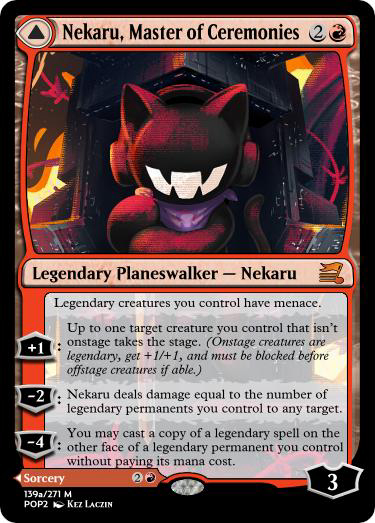 Nekaru, Master of Ceremonies 2
Legendary Planeswalker — Nekaru
Legendary creatures you control have menace.
+1: Up to one target creature you control that isn't
onstage takes the stage. (Onstage creatures are
legendary, get +1/+1, and must be blocked before
offstage creatures if able.)
-2: Nekaru deals damage equal to the number of
legendary permanents you control to any target.
-4: You may cast a copy of a legendary spell on the
other face of a legendary permanent you control
without paying its mana cost.
3
Sorcery 2
139a/271 M
POP2 Kez Laczin